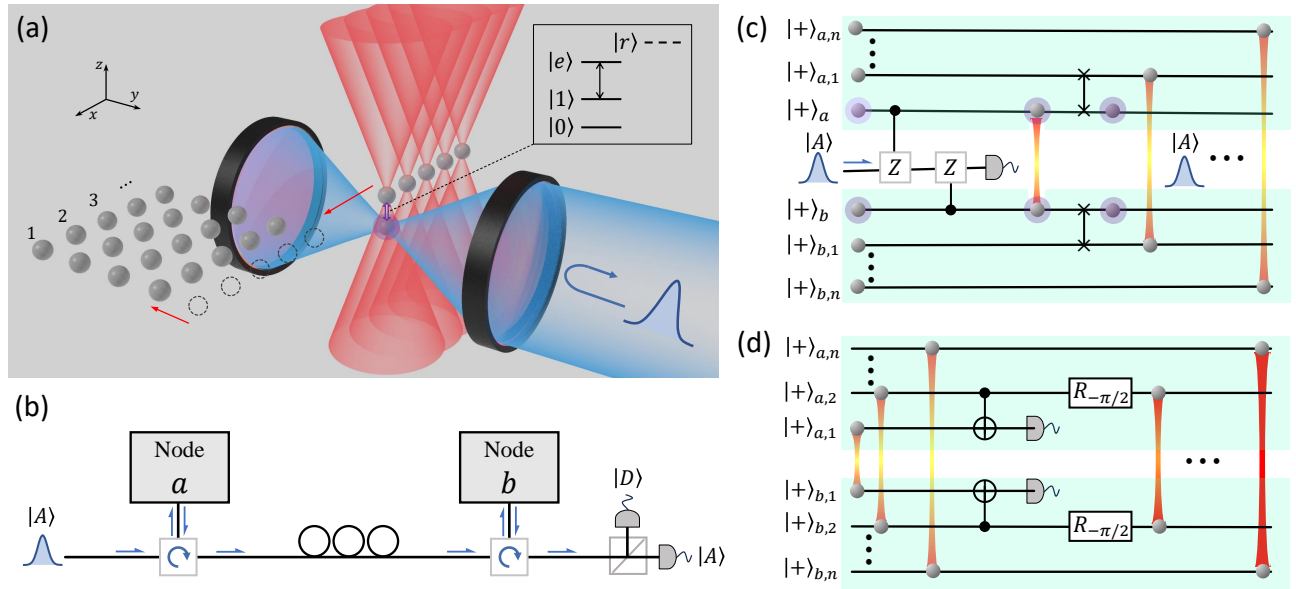 (a)
z
y
x
|r⟩
|e⟩
|1⟩
|0⟩
...
3
2
1
(b)
Node
a
Node
b
|A⟩
|D⟩
|A⟩
(c)
|+⟩a,n
|+⟩a,1
|+⟩a
|A⟩
Z
Z
|A⟩
...
|+⟩b
|+⟩b,1
|+⟩b,n
(d)
|+⟩a,n
|+⟩a,2
R−π/2
|+⟩a,1
...
|+⟩b,1
|+⟩b,2
R−π/2
|+⟩b,n